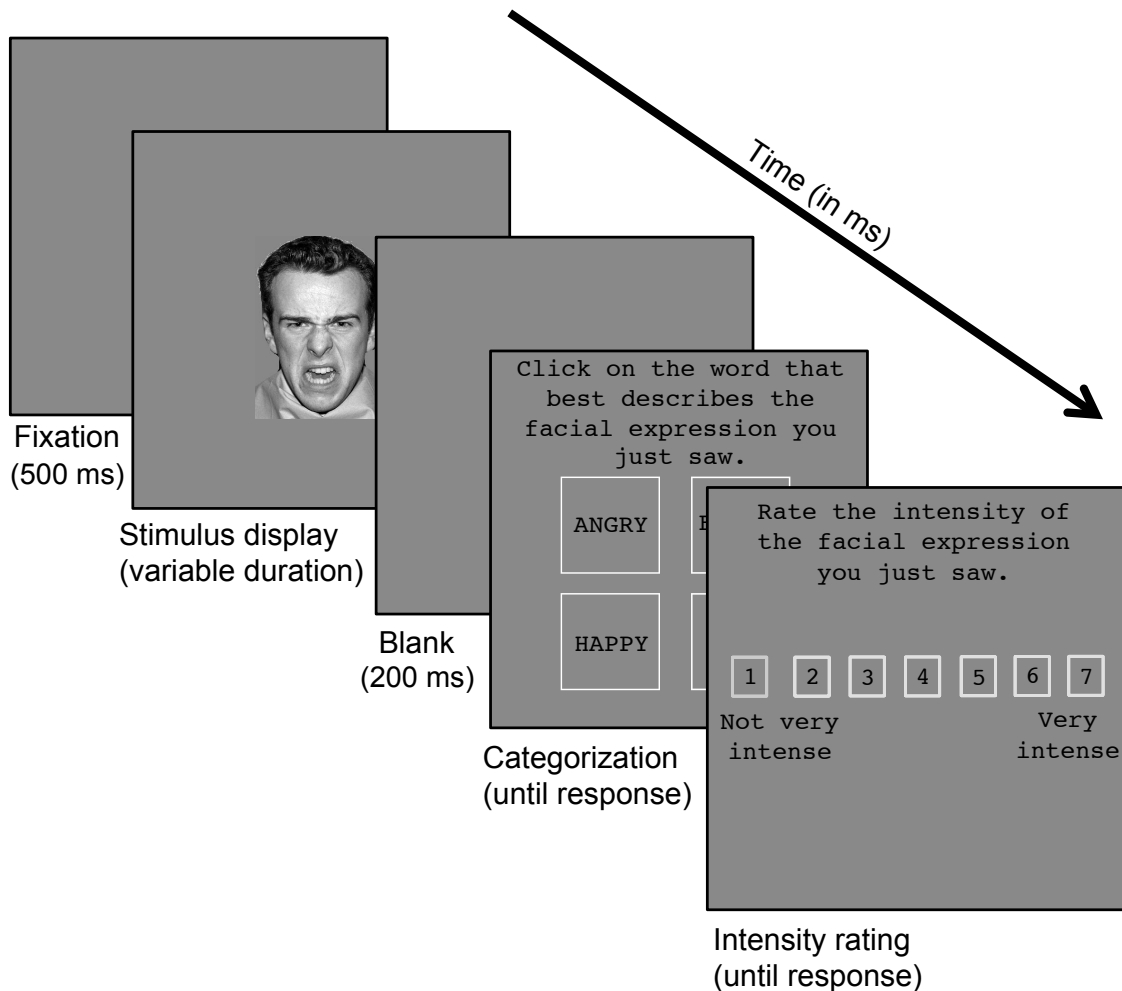 Time (in ms)
Fixation
(500 ms)
Stimulus display
(variable duration)
Blank
(200 ms)
Click on the word that
best describes the
facial expression you
just saw.
ANGRY
HAPPY
Categorization
(until response)
Rate the intensity of
the facial expression
you just saw.
1 2 3 4 5 6 7
Not very Very
intense intense
Intensity rating
(until response)